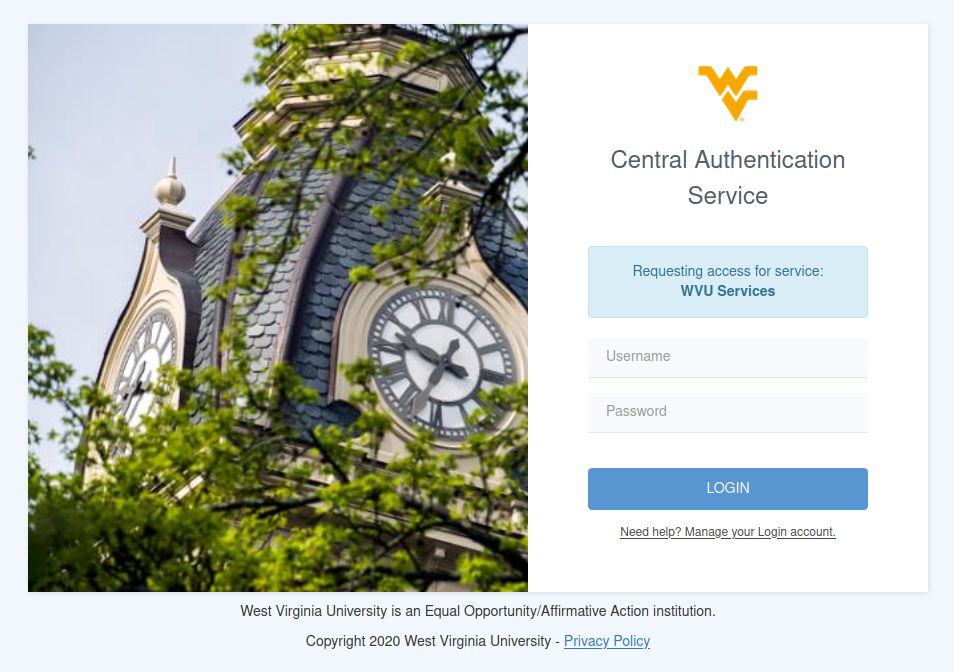 Central Authentication
Service
Requesting access for service:
WVU Services
Username
Password
LOGIN
Need help? Manage your Login account.
West Virginia University is an Equal Opportunity/Affirmative Action institution.
Copyright 2020 West Virginia University - Privacy Policy